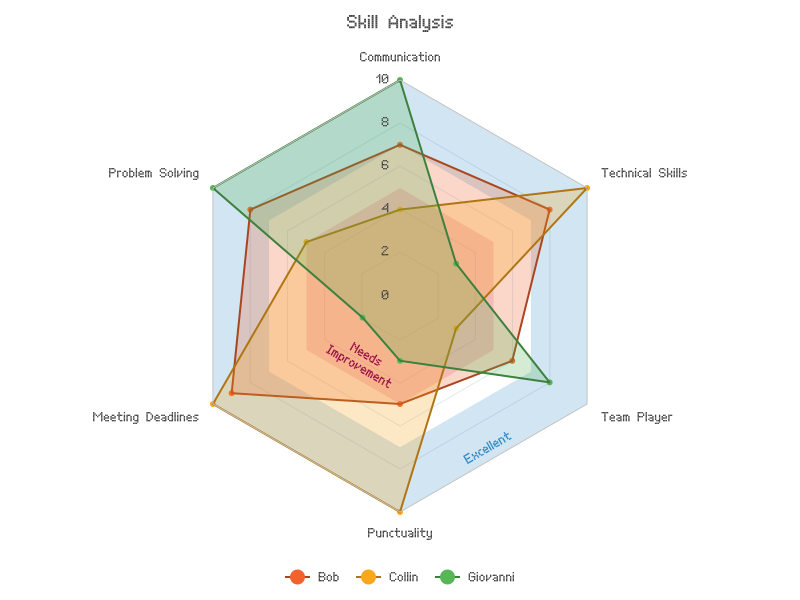 Skill Analysis
Communication
10
8
6
4
2
0
Problem Solving
Technical Skills
Needs
Improvement
Meeting Deadlines
Team Player
Excellent
Punctuality
Bob
Collin
Giovanni